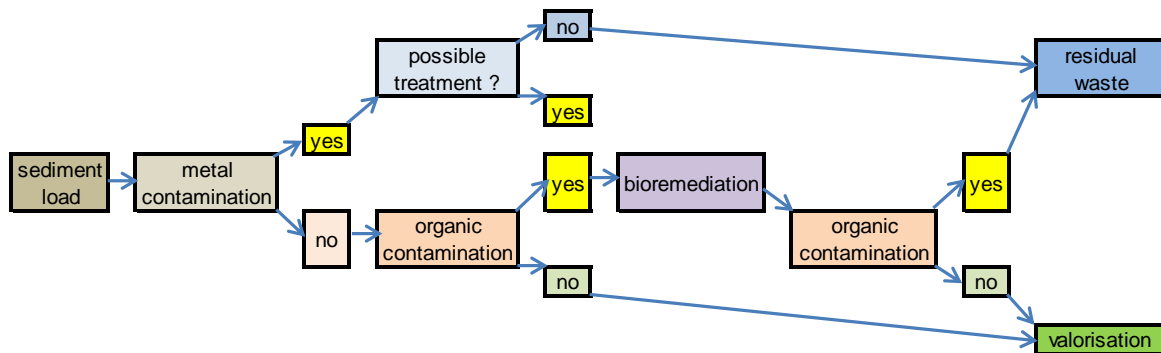 no
possible
treatment ?
residual
waste
yes
yes
sediment
load
metal
contamination
yes
bioremediation
yes
no
organic
contamination
organic
contamination
no
no
valorisation